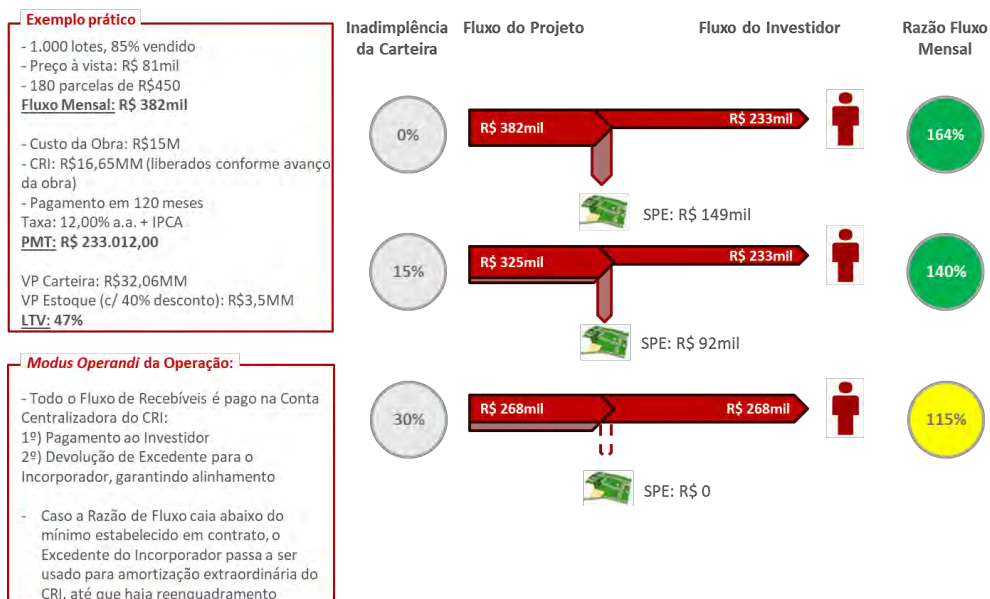 Exemplo prático
- 1.000 lotes, 85% vendido
- Preço à vista: R$ 81mil
- 180 parcelas de R$450
Fluxo Mensal: R$ 382mil
- Custo da Obra: R$15M
- CRI: R$16,65MM (liberados conforme avanço
da obra)
- Pagamento em 120 meses
Taxa: 12,00% a.a. + IPCA
PMT: R$ 233.012,00
VP Carteira: R$32,06MM
VP Estoque (c/ 40% desconto): R$3,5MM
LTV: 47%
Modus Operandi da Operação:
- Todo o Fluxo de Recebíveis é pago na Conta
Centralizadora do CRI:
1º) Pagamento ao Investidor
2º) Devolução de Excedente para o
Incorporador, garantindo alinhamento
- Caso a Razão de Fluxo caia abaixo do
mínimo estabelecido em contrato, o
Excedente do Incorporador passa a ser
usado para amortização extraordinária do
CRI, até que haja reenquadramento
Inadimplência
da Carteira
Fluxo do Projeto
Fluxo do Investidor
Razão Fluxo
Mensal
0%
R$ 382mil
R$ 233mil
164%
SPE: R$ 149mil
15%
R$ 325mil
R$ 233mil
140%
SPE: R$ 92mil
30%
R$ 268mil
R$ 268mil
115%
SPE: R$ 0